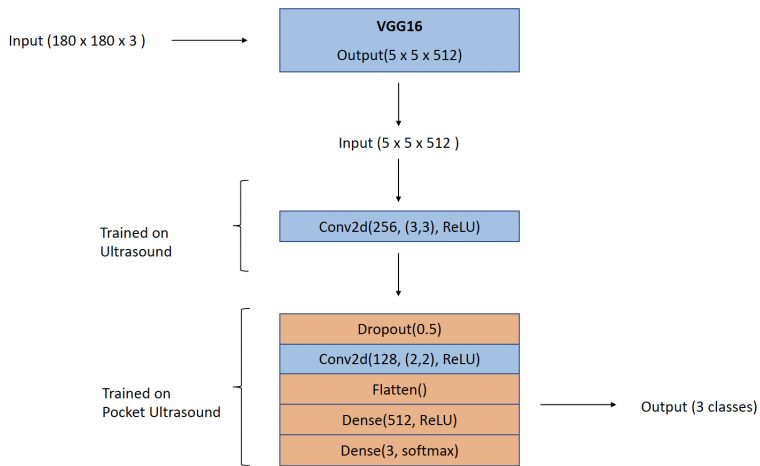 Input (180 x 180 x 3 )
VGG16
Output(5 x 5 x 512)
Input (5 x 5 x 512 )
Trained on
Ultrasound
Conv2d(256, (3,3), ReLU)
Trained on
Pocket Ultrasound
Dropout(0.5)
Conv2d(128, (2,2), ReLU)
Flatten()
Dense(512, ReLU)
Dense(3, softmax)
Output (3 classes)